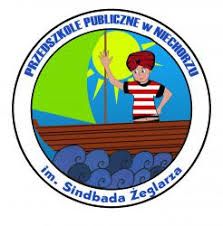 PRZEDSZKOLE PUBLICZNE W NIECHORZU
im. Sindbada Żeglarza